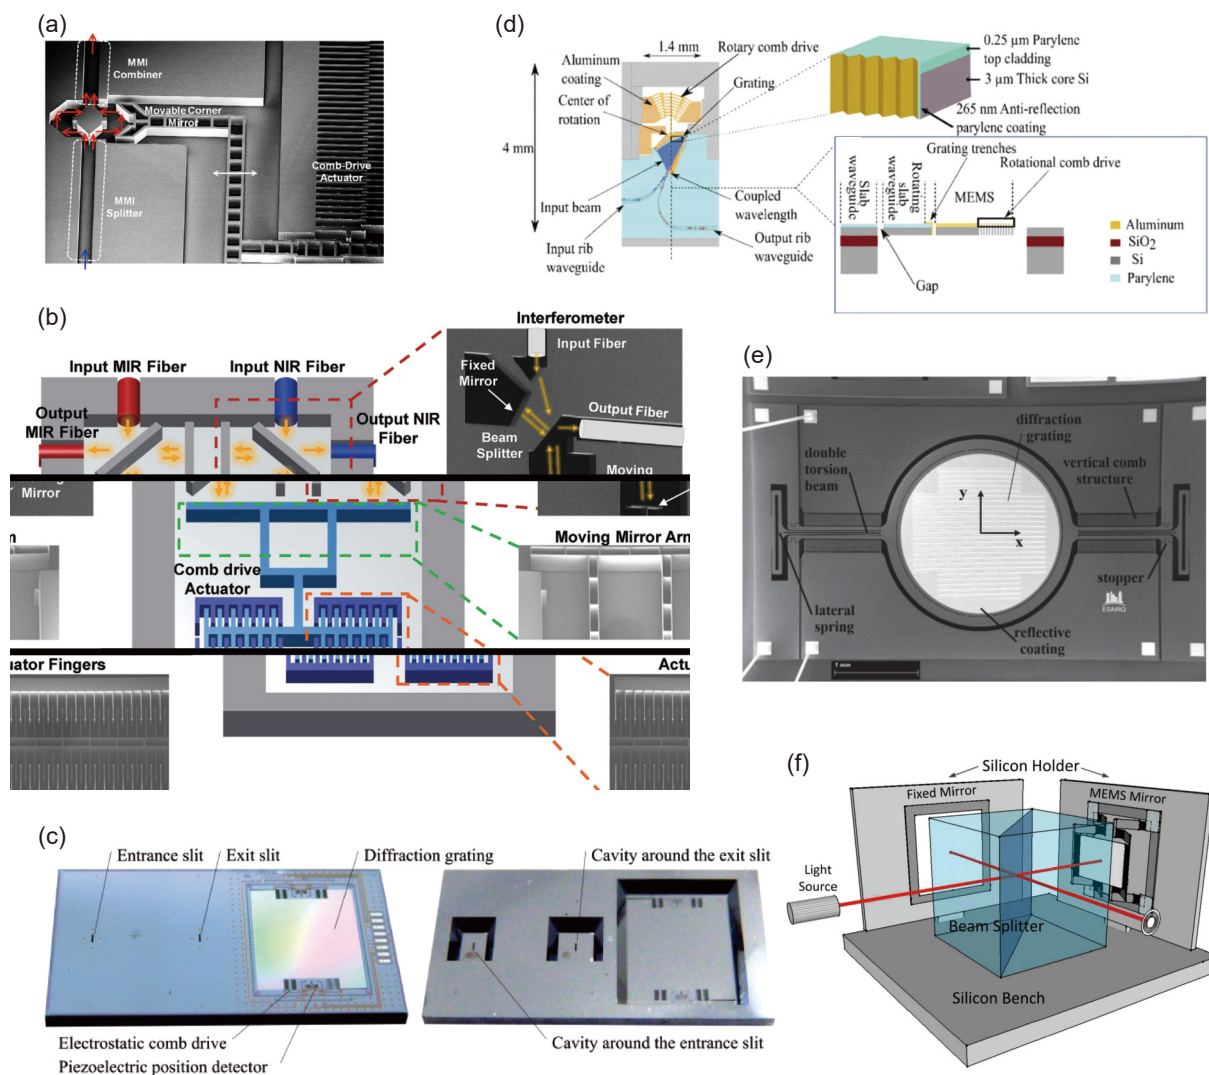 (a)
MMI
Combiner
Movable Corner
Mirror
Comb-Drive
Actuator
MMI
Splitter
(d)
1.4 mm
Rotary comb drive
Aluminum
coating
Grating
Center of
rotation
4 mm
Input beam
Coupled
wavelength
Input rib
waveguide
Output rib
waveguide
0.25 µm Parylene
top cladding
3 µm Thick core Si
265 nm Anti-reflection
parylene coating
Grating trenches
Rotational comb drive
Slab
waveguide
Rotating
slab
waveguide
MEMS
Gap
Aluminum
SiO2
Si
Parylene
(b)
Input MIR Fiber
Input NIR Fiber
Output
MIR Fiber
Output NIR
Fiber
Interferometer
Input Fiber
Fixed
Mirror
Output Fiber
Beam
Splitter
Moving
Mirror
Moving Mirror Arm
Comb drive
Actuator
uator Fingers
Actu
(e)
diffraction
grating
double
torsion
beam
vertical comb
structure
y
x
stopper
lateral
spring
ESAIRQ
reflective
coating
1 mm
(c)
Entrance slit
Exit slit
Diffraction grating
Cavity around the exit slit
Electrostatic comb drive
Piezoelectric position detector
Cavity around the entrance slit
(f)
Silicon Holder
Fixed Mirror
MEMS Mirror
Light
Source
Beam Splitter
Silicon Bench